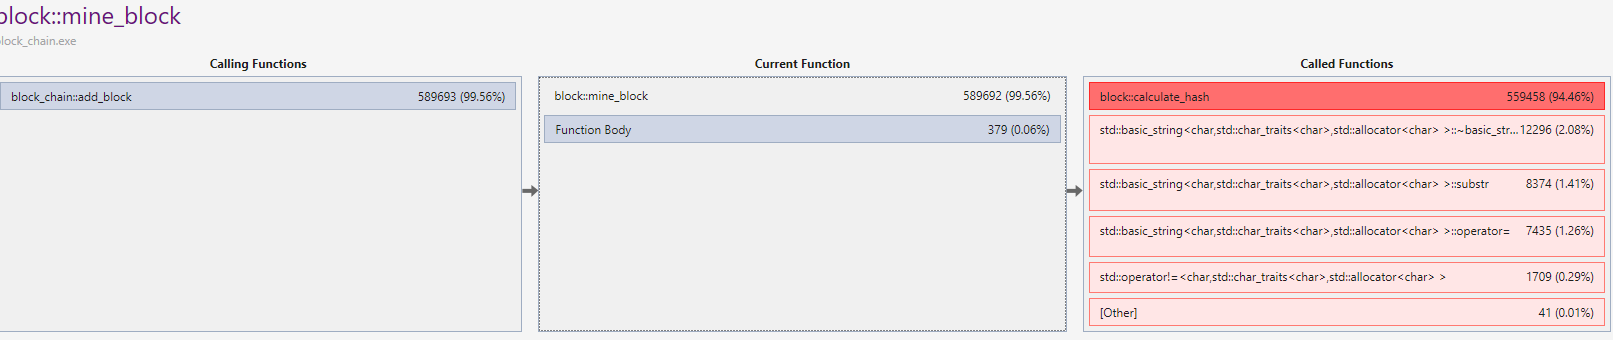 block::mine_block
block_chain.exe
Calling Functions
block_chain::add_block 589693 (99.56%)
Current Function
block::mine_block 589692 (99.56%)
Function Body 379 (0.06%)
Called Functions
block::calculate_hash 559458 (94.46%)
std::basic_string<char,std::char_traits<char>,std::allocator<char> >::~basic_str... 12296 (2.08%)
std::basic_string<char,std::char_traits<char>,std::allocator<char> >::substr 8374 (1.41%)
std::basic_string<char,std::char_traits<char>,std::allocator<char> >::operator= 7435 (1.26%)
std::operator!=<char,std::char_traits<char>,std::allocator<char> > 1709 (0.29%)
[Other] 41 (0.01%)